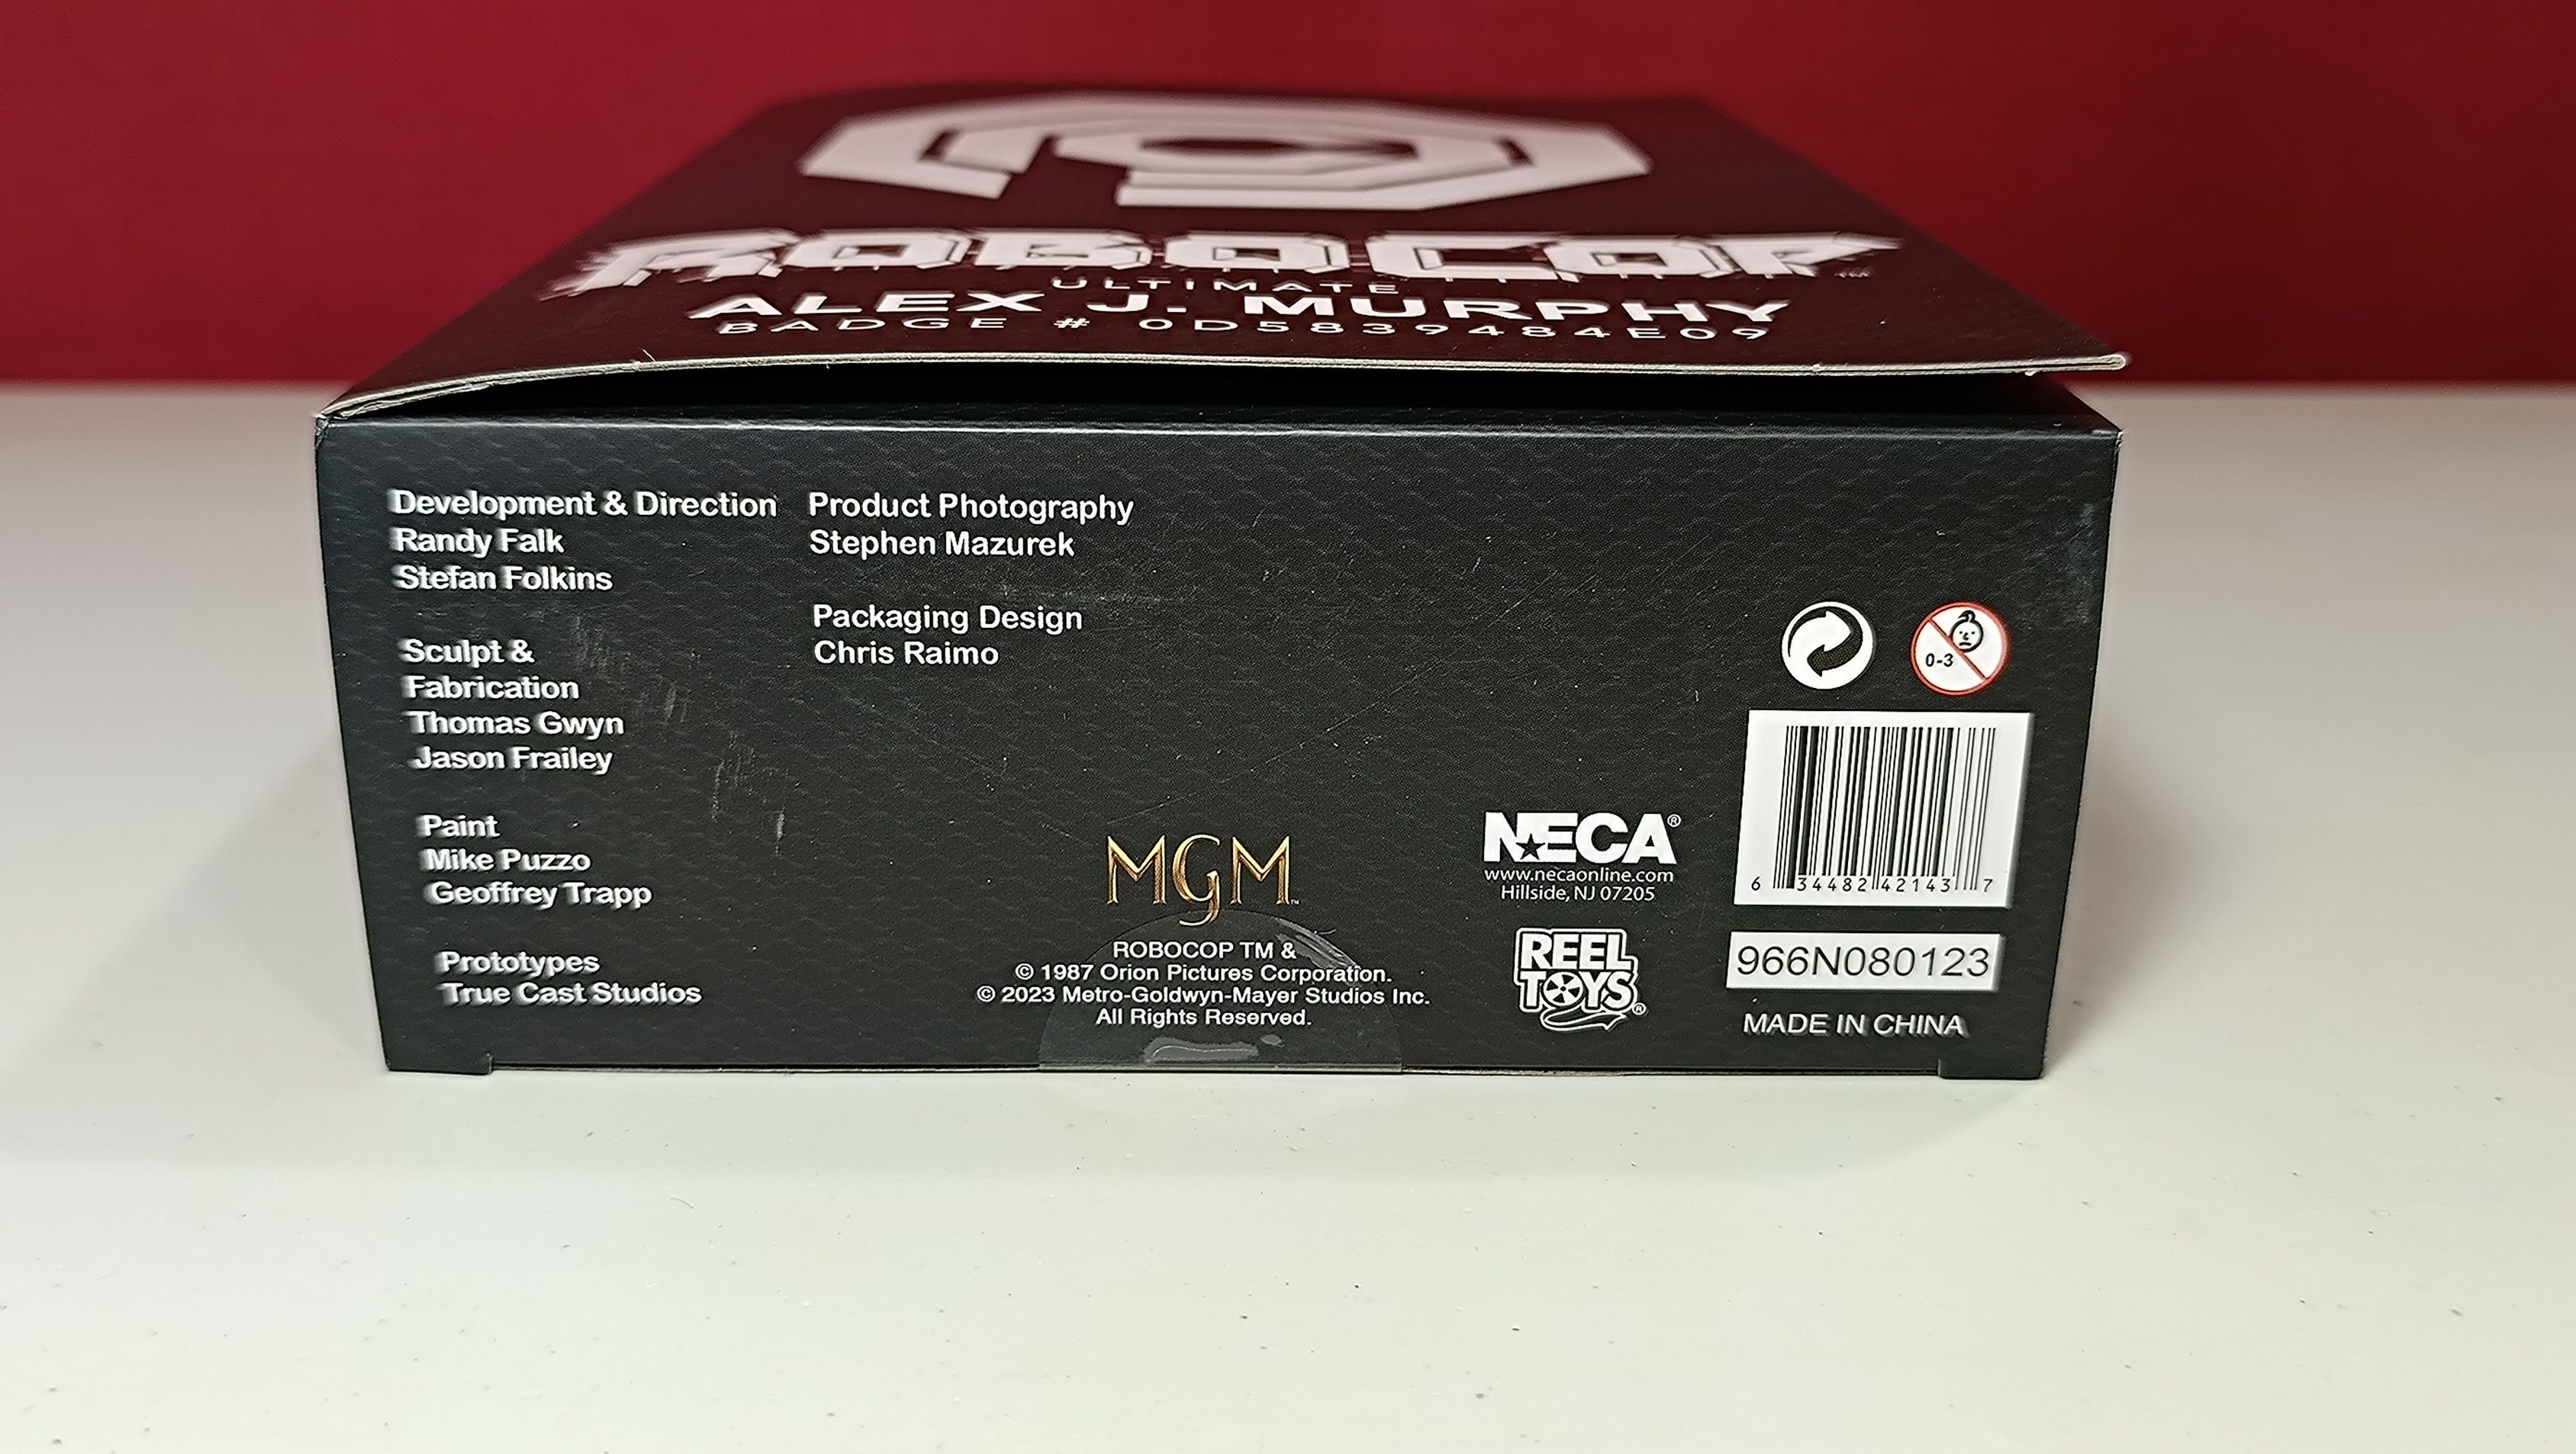 ROBOCOP™
ULTIMATE
ALEX J. MURPHY
BADGE # 0D5839484E09
Development & Direction
Randy Falk
Stefan Folkins
Sculpt &
Fabrication
Thomas Gwyn
Jason Frailey
Paint
Mike Puzzo
Geoffrey Trapp
Prototypes
True Cast Studios
Product Photography
Stephen Mazurek
Packaging Design
Chris Raimo
MGM™
ROBOCOP TM &
© 1987 Orion Pictures Corporation.
© 2023 Metro-Goldwyn-Mayer Studios Inc.
All Rights Reserved.
NECA®
www.necaonline.com
Hillside, NJ 07205
REEL
TOYS®
0-3
6 34482 42143 7
966N080123
MADE IN CHINA